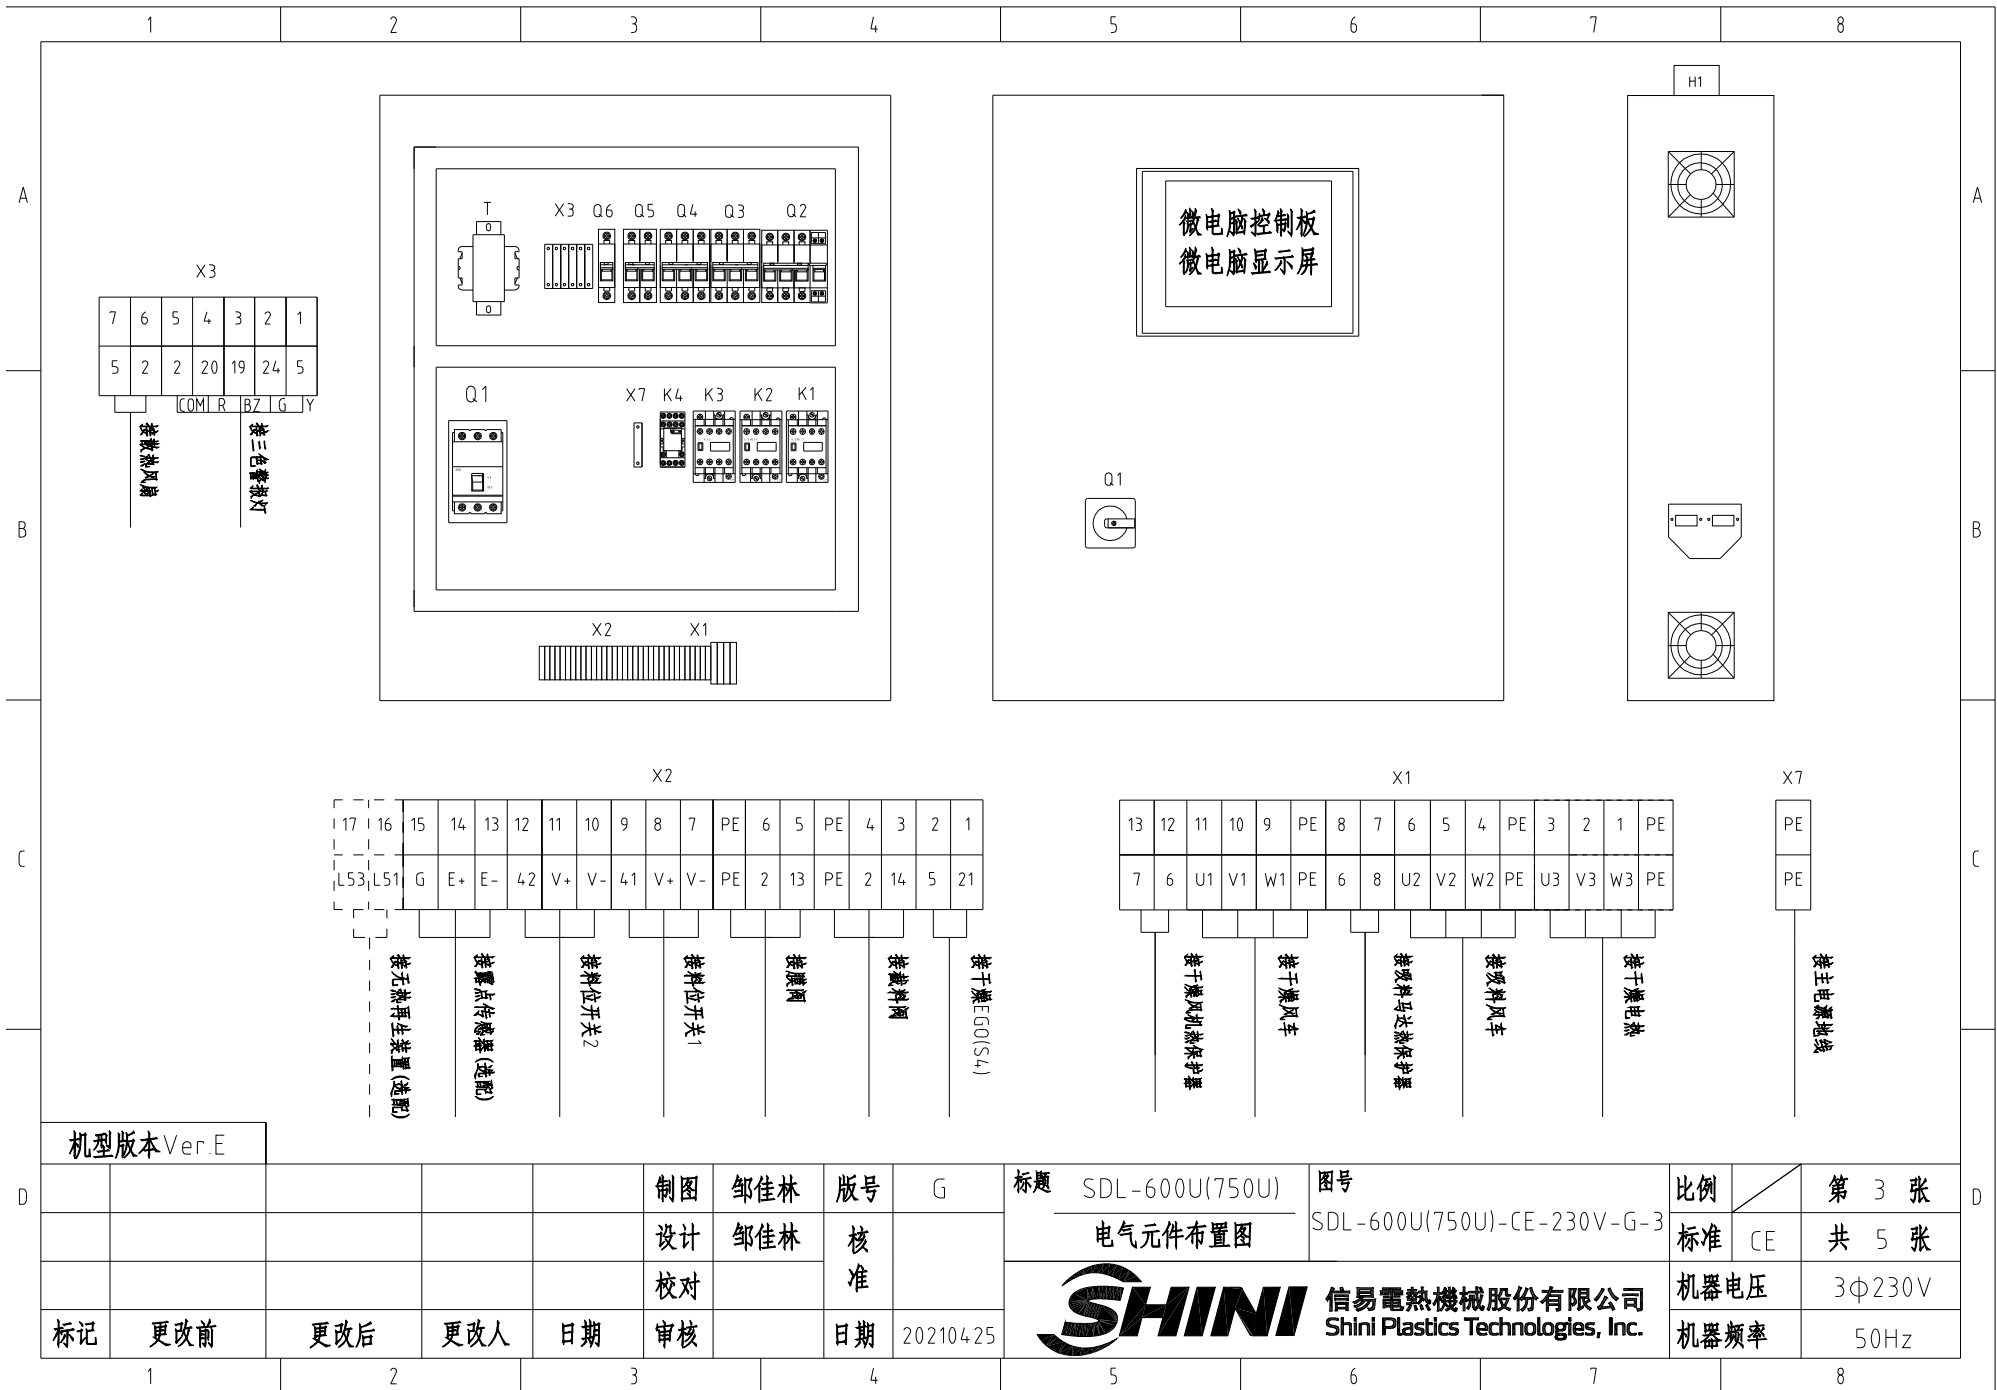 1 2 3 4 5 6 7 8
A A
B B
C C
D D
H1
T X3 Q6 Q5 Q4 Q3 Q2
0
0
微电脑控制板
微电脑显示屏
X3
7 6 5 4 3 2 1
5 2 2 20 19 24 5
COM R BZ G Y
接散热风扇
接三色警报灯
Q1 X7 K4 K3 K2 K1
Q1
X2 X1
X2
17 16 15 14 13 12 11 10 9 8 7 PE 6 5 PE 4 3 2 1
L53 L51 G E+ E- 42 V+ V- 41 V+ V- PE 2 13 PE 2 14 5 21
接无热再生装置(选配)
接露点传感器(选配)
接料位开关2
接料位开关1
接膜阀
接截料阀
接干燥EGO(S4)
X1
13 12 11 10 9 PE 8 7 6 5 4 PE 3 2 1 PE
7 6 U1 V1 W1 PE 6 8 U2 V2 W2 PE U3 V3 W3 PE
接干燥风机热保护器
接干燥风车
接吸料马达热保护器
接吸料风车
接干燥电热
X7
PE
PE
接主电源地线
机型版本Ver.E
制图 邹佳林 版号 G
设计 邹佳林 核准
校对
标记 更改前 更改后 更改人 日期 审核 日期 20210425
标题 SDL-600U(750U)
电气元件布置图
图号
SDL-600U(750U)-CE-230V-G-3
比例 第 3 张
标准 CE 共 5 张
机器电压 3φ230V
机器频率 50Hz
SHINI
信易電熱機械股份有限公司
Shini Plastics Technologies, Inc.
1 2 3 4 5 6 7 8